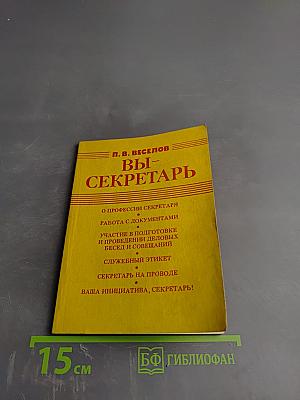 П. В. ВЕСЕЛОВ
ВЫ–
СЕКРЕТАРЬ
О ПРОФЕССИИ СЕКРЕТАРЯ
•
РАБОТА С ДОКУМЕНТАМИ
•
УЧАСТИЕ В ПОДГОТОВКЕ
И ПРОВЕДЕНИИ ДЕЛОВЫХ
БЕСЕД И СОВЕЩАНИЙ
•
СЛУЖЕБНЫЙ ЭТИКЕТ
•
СЕКРЕТАРЬ НА ПРОВОДЕ
•
ВАША ИНИЦИАТИВА, СЕКРЕТАРЬ!
15 см
БФ БИБЛИОФАН